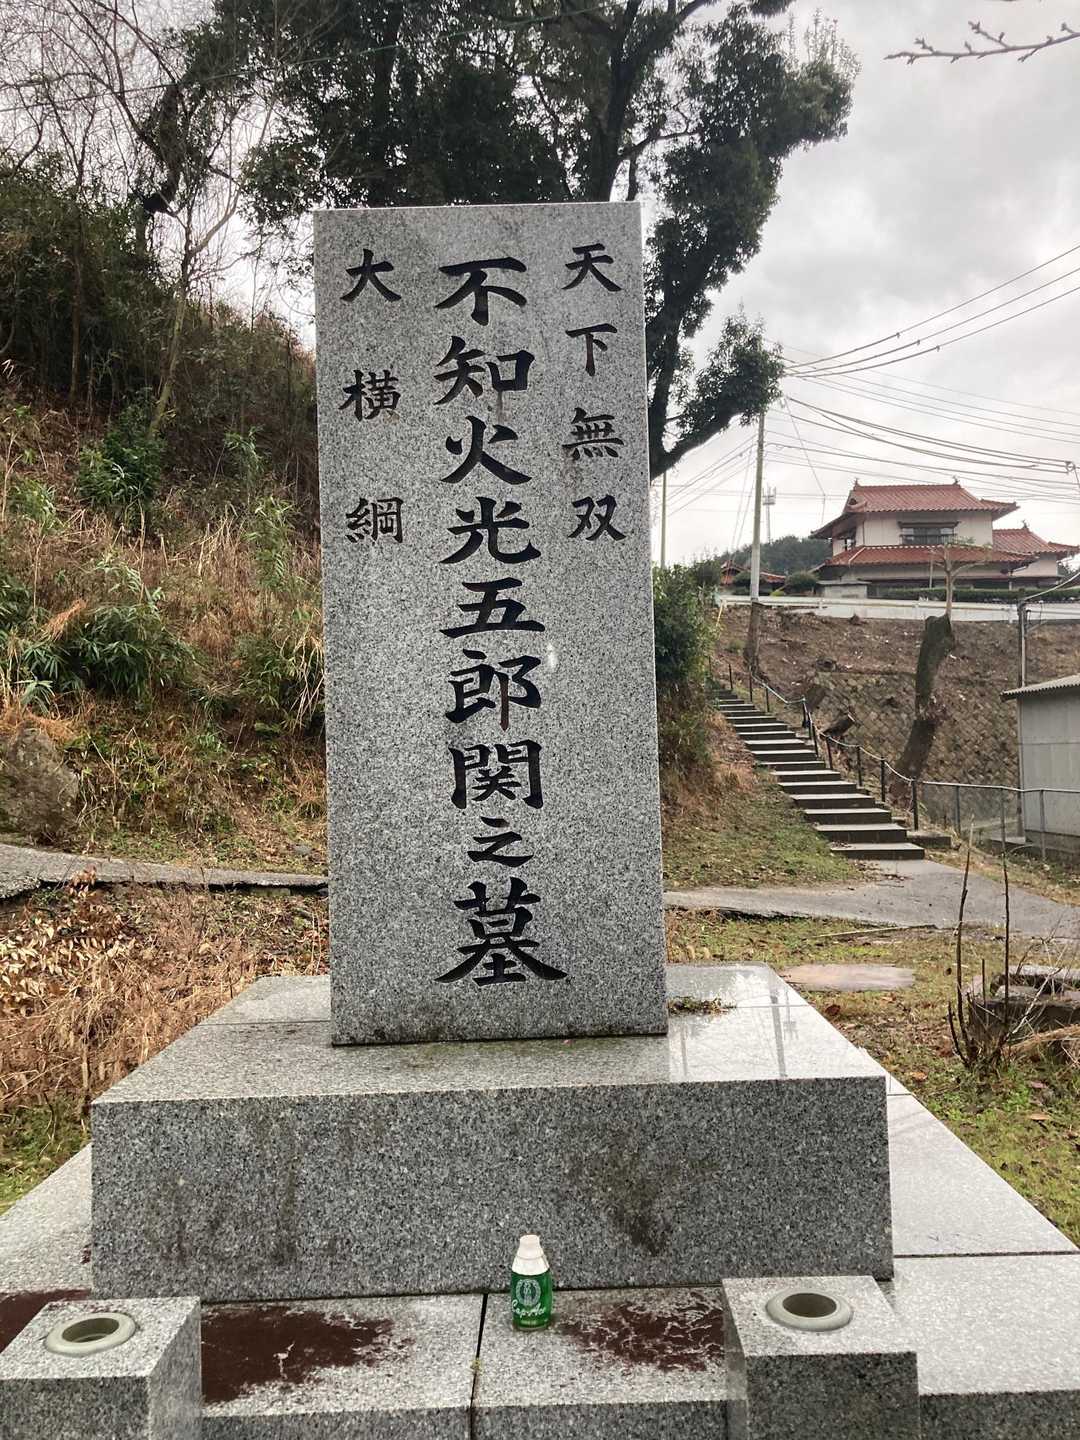 天下無双
不知火光五郎関之墓
大横綱